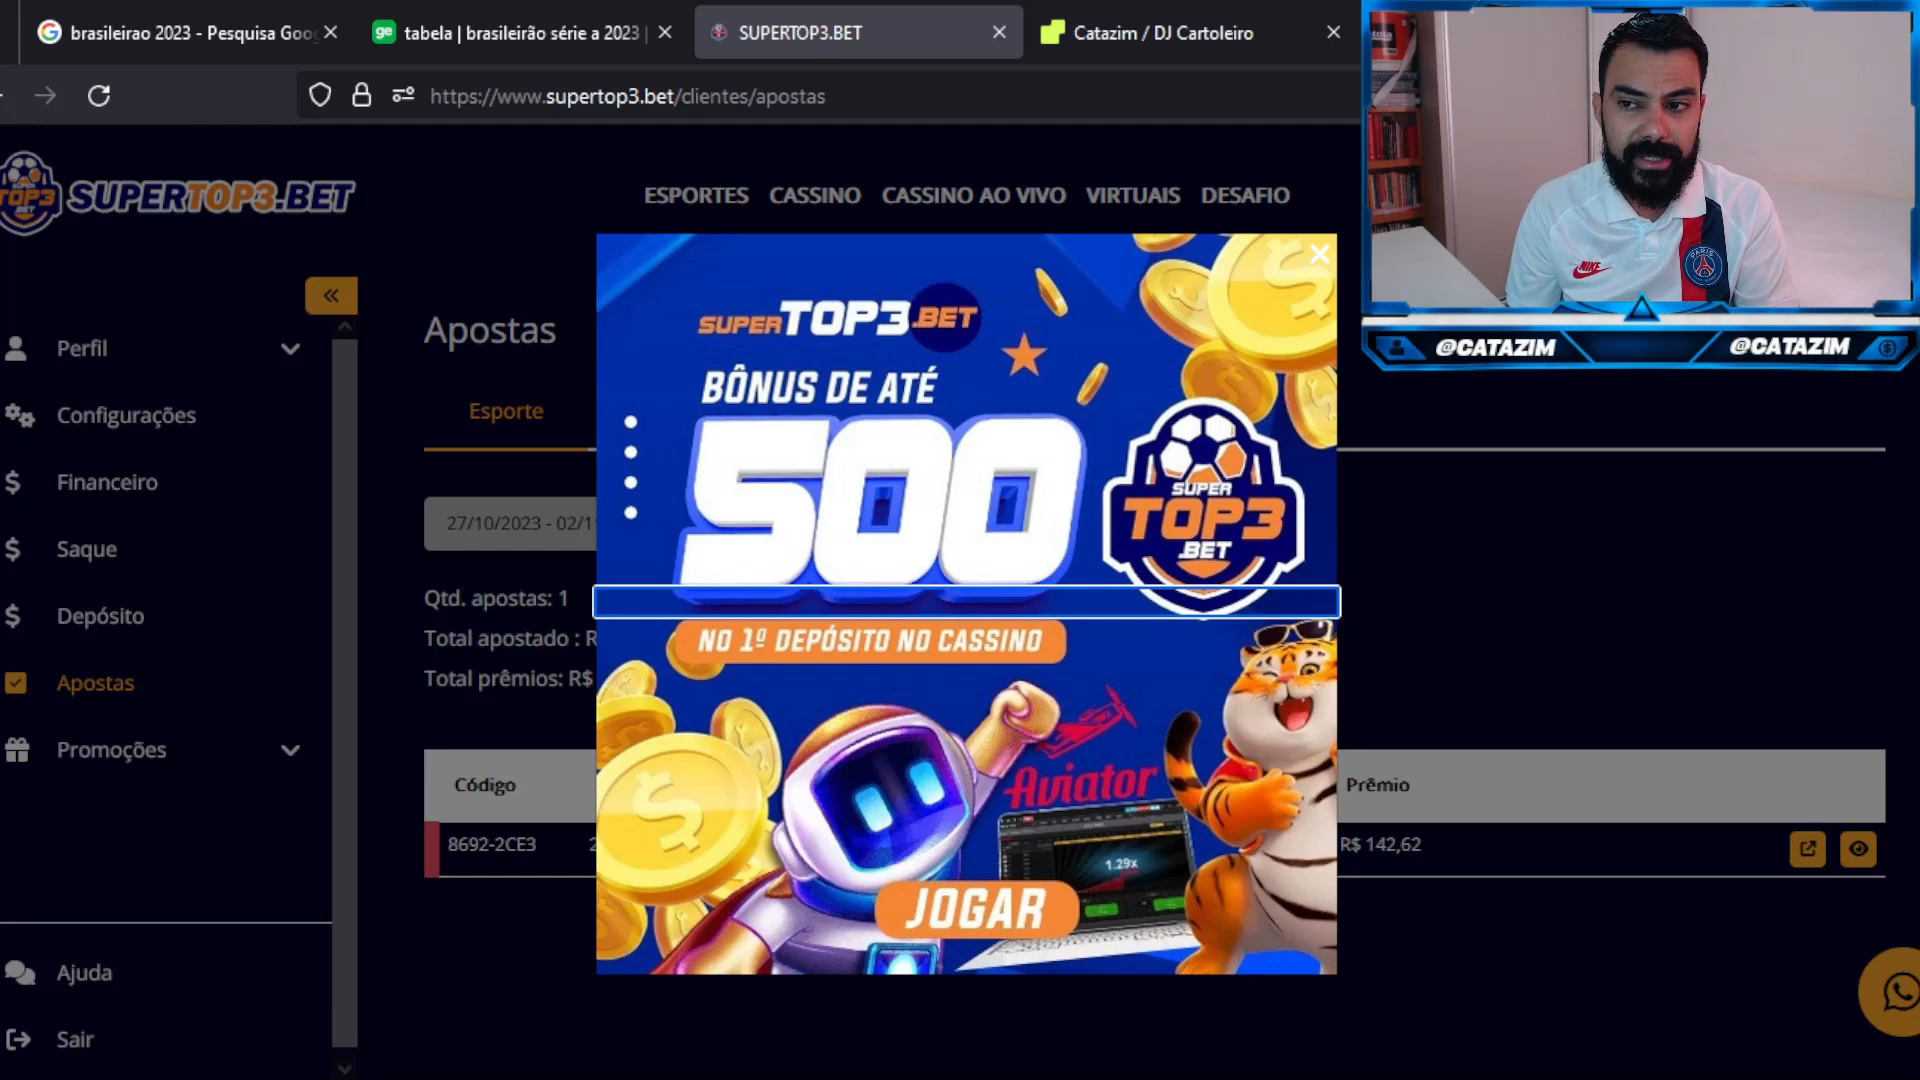 brasileirao 2023 - Pesquisa Goo
tabela | brasileirão série a 2023 |
SUPERTOP3.BET
Catazim / DJ Cartoleiro
https://www.supertop3.bet/clientes/apostas
SUPERTOP3.BET
ESPORTES
CASSINO
CASSINO AO VIVO
VIRTUAIS
DESAFIO
Perfil
Configurações
Financeiro
Saque
Depósito
Apostas
Promoções
Ajuda
Sair
Apostas
Esporte
27/10/2023 - 02/1
Qtd. apostas: 1
Total apostado : R
Total prêmios: R$
Código
Prêmio
8692-2CE3
2
R$ 142,62
SUPERTOP3.BET
BÔNUS DE ATÉ
500
NO 1º DEPÓSITO NO CASSINO
SUPER
TOP3
.BET
Aviator
1.29x
JOGAR
NIKE
PARIS
@CATAZIM
@CATAZIM